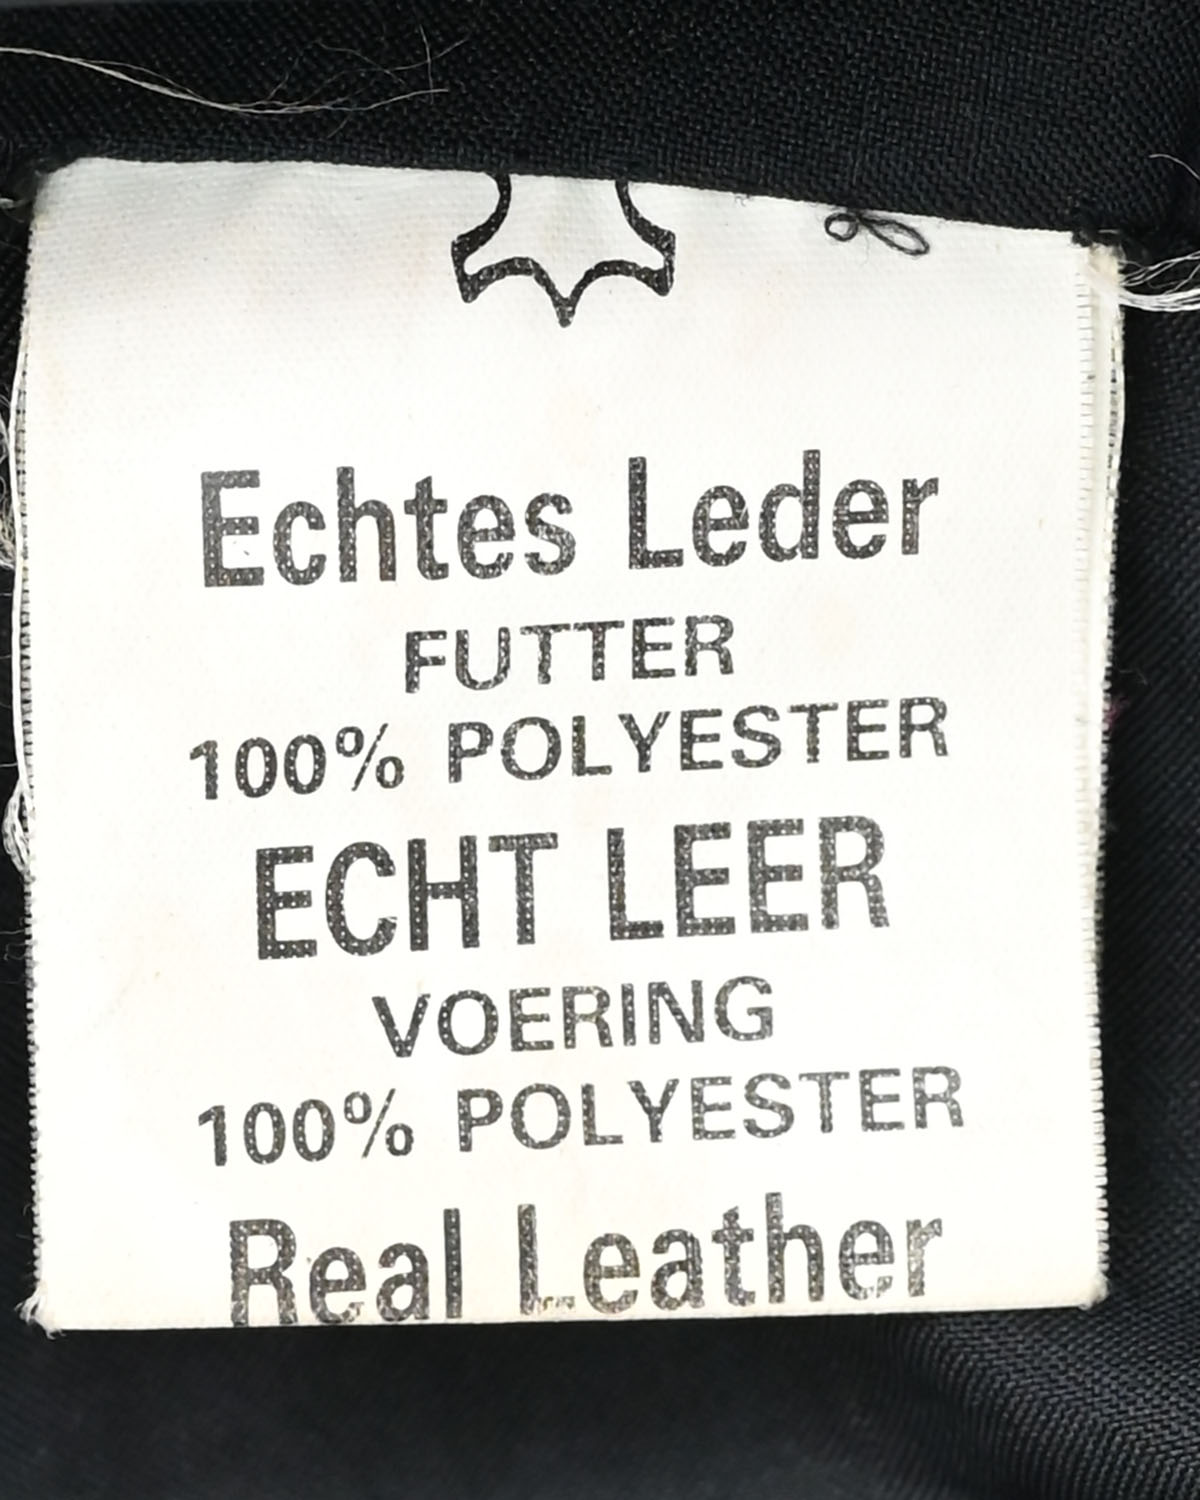 Echtes Leder
FUTTER
100% POLYESTER
ECHT LEER
VOERING
100% POLYESTER
Real Leather